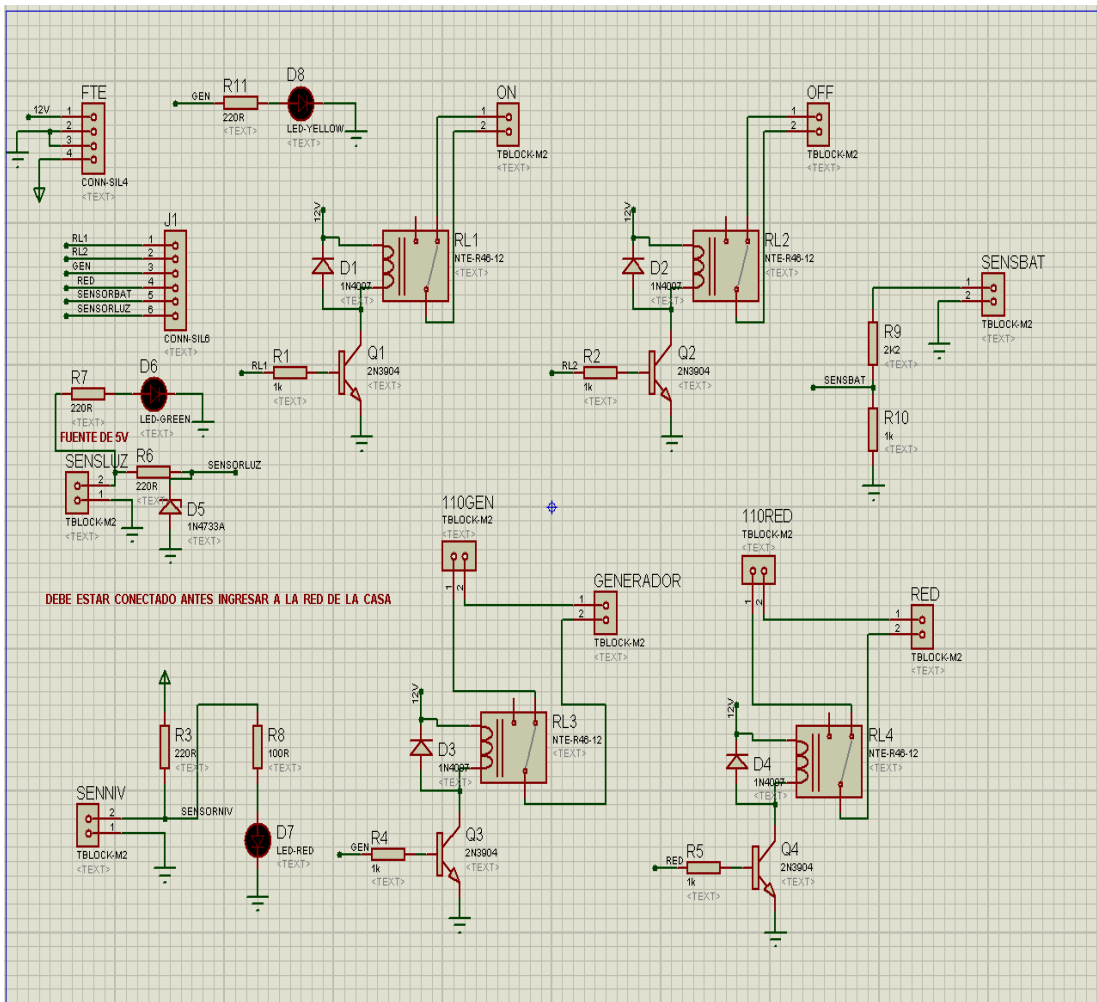 FTE
12V
1
2
3
4
CONN-SIL4
<TEXT>
GEN
R11
220R
<TEXT>
D8
LED-YELLOW
<TEXT>
ON
1
2
TBLOCK-M2
<TEXT>
OFF
1
2
TBLOCK-M2
<TEXT>
J1
RL1
1
RL2
2
GEN
3
RED
4
SENSORBAT
5
SENSORLUZ
6
CONN-SIL6
<TEXT>
12V
D1
1N4007
<TEXT>
RL1
NTE-R46-12
<TEXT>
RL1
R1
1k
<TEXT>
Q1
2N3904
<TEXT>
12V
D2
1N4007
<TEXT>
RL2
NTE-R46-12
<TEXT>
RL2
R2
1k
<TEXT>
Q2
2N3904
<TEXT>
SENSBAT
1
2
TBLOCK-M2
<TEXT>
R9
2K2
<TEXT>
SENSBAT
R10
1k
<TEXT>
R7
220R
<TEXT>
D6
LED-GREEN
<TEXT>
FUENTE DE 5V
SENSLUZ
2
1
TBLOCK-M2
<TEXT>
R6
220R
<TEXT>
SENSORLUZ
D5
1N4733A
<TEXT>
DEBE ESTAR CONECTADO ANTES INGRESAR A LA RED DE LA CASA
110GEN
TBLOCK-M2
<TEXT>
1
2
GENERADOR
1
2
TBLOCK-M2
<TEXT>
110RED
TBLOCK-M2
<TEXT>
1
2
RED
1
2
TBLOCK-M2
<TEXT>
R3
220R
<TEXT>
R8
100R
<TEXT>
SENNIV
2
1
TBLOCK-M2
<TEXT>
SENSORNIV
D7
LED-RED
<TEXT>
12V
D3
1N4007
<TEXT>
RL3
NTE-R46-12
<TEXT>
GEN
R4
1k
<TEXT>
Q3
2N3904
<TEXT>
12V
D4
1N4007
<TEXT>
RL4
NTE-R46-12
<TEXT>
RED
R5
1k
<TEXT>
Q4
2N3904
<TEXT>